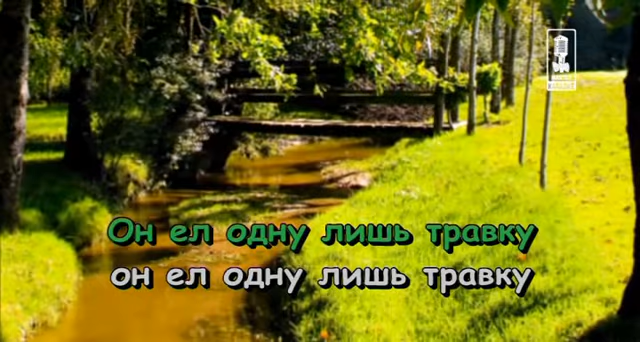 Он ел одну лишь травку
он ел одну лишь травку